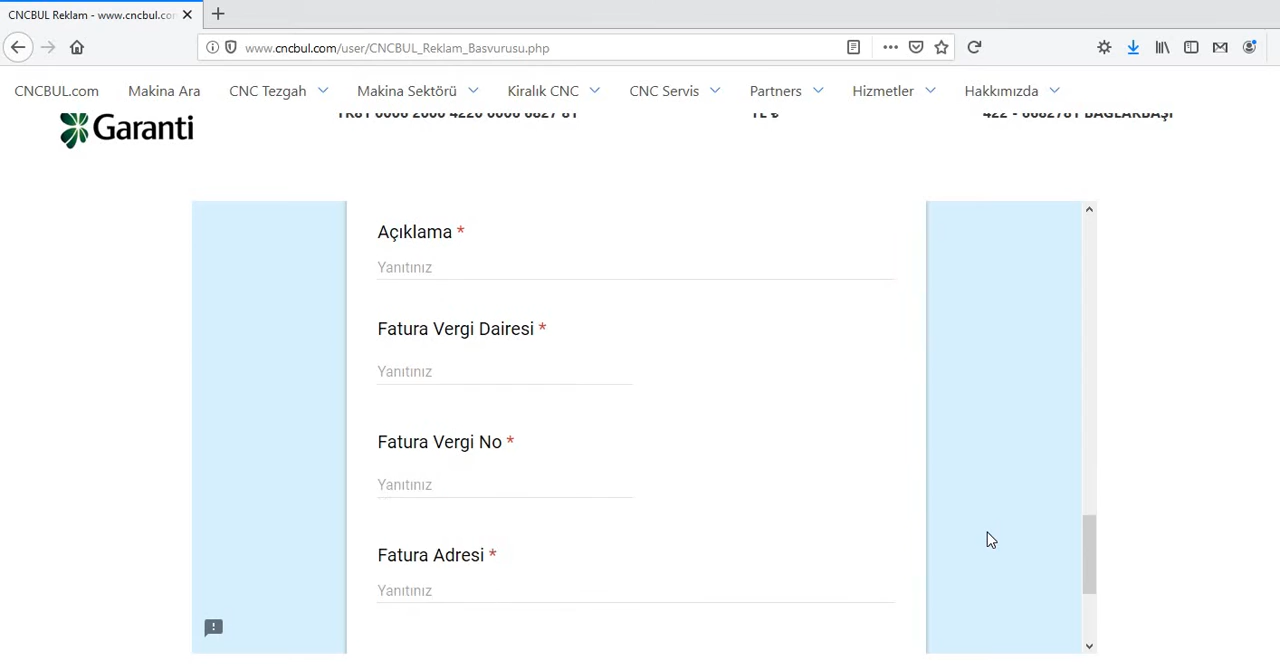 CNCBUL Reklam - www.cncbul.co
www.cncbul.com/user/CNCBUL_Reklam_Basvurusu.php
CNCBUL.com Makina Ara CNC Tezgah Makina Sektörü Kiralık CNC CNC Servis Partners Hizmetler Hakkımızda
Garanti TL ₺ BAĞLARBAŞI
Açıklama *
Yanıtınız
Fatura Vergi Dairesi *
Yanıtınız
Fatura Vergi No *
Yanıtınız
Fatura Adresi *
Yanıtınız